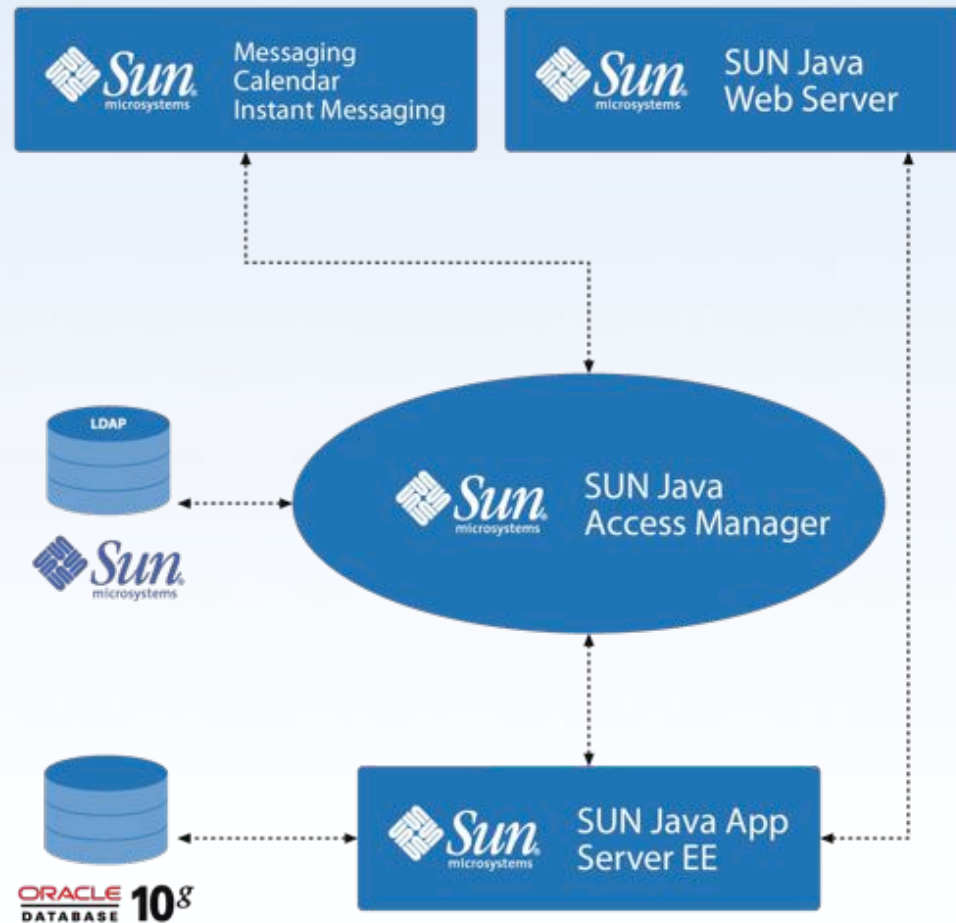 Sun
microsystems
Messaging
Calendar
Instant Messaging
Sun
microsystems
SUN Java
Web Server
LDAP
Sun
microsystems
Sun
microsystems
SUN Java
Access Manager
Sun
microsystems
SUN Java App
Server EE
ORACLE
DATABASE 10g